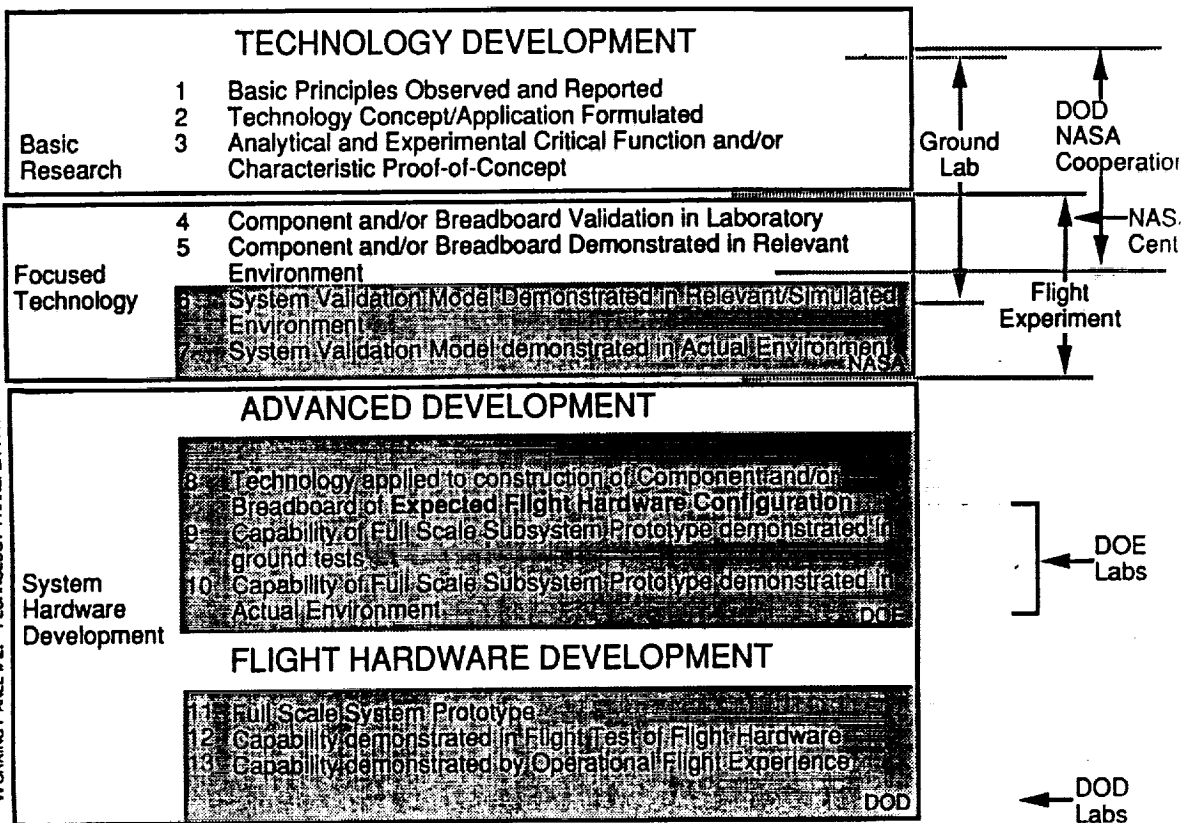 TECHNOLOGY DEVELOPMENT
1 Basic Principles Observed and Reported
2 Technology Concept/Application Formulated
Basic Research
3 Analytical and Experimental Critical Function and/or
Characteristic Proof-of-Concept
Ground
Lab
DOD
NASA
Cooperation
4 Component and/or Breadboard Validation in Laboratory
5 Component and/or Breadboard Demonstrated in Relevant
Environment
Focused
Technology
6 System Validation Model Demonstrated in Relevant/Simulated
Environment
7 System Validation Model demonstrated in Actual Environment
NASA
NAS
Cent
Flight
Experiment
ADVANCED DEVELOPMENT
8 Technology applied to construction of Component and/or
Breadboard of Expected Flight Hardware Configuration
9 Capability of Full Scale Subsystem Prototype demonstrated in
ground tests
10 Capability of Full Scale Subsystem Prototype demonstrated in
Actual Environment
DOE
System
Hardware
Development
DOE
Labs
FLIGHT HARDWARE DEVELOPMENT
11 Full Scale System Prototype
12 Capability demonstrated in Flight Test of Flight Hardware
13 Capability demonstrated by Operational Flight Experience
DOD
DOD
Labs